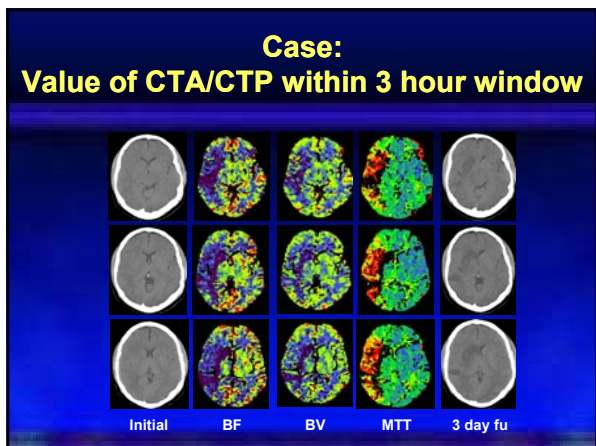 Case:
Value of CTA/CTP within 3 hour window
Initial BF BV MTT 3 day fu